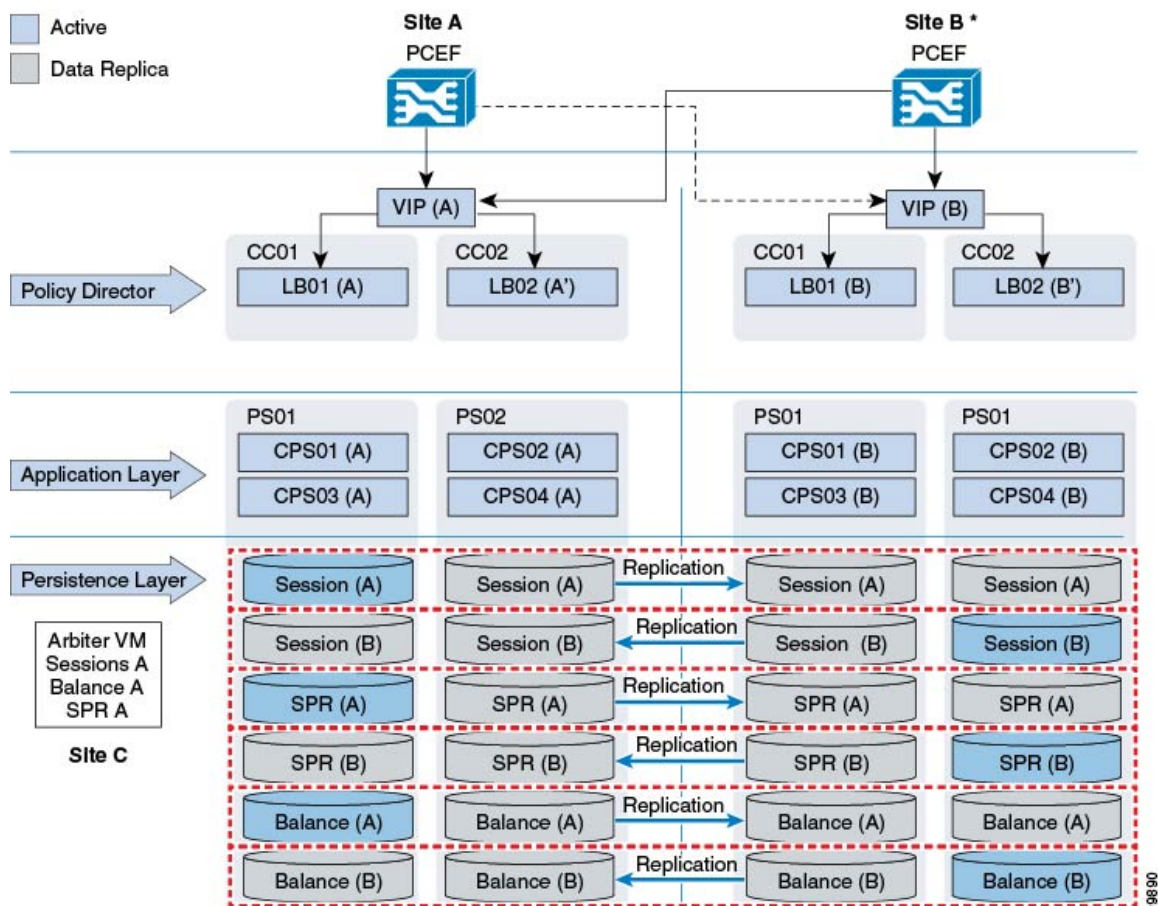 Active
Data Replica
Site A
PCEF
Site B *
PCEF
VIP (A)
VIP (B)
Policy Director
CC01
LB01 (A)
CC02
LB02 (A')
CC01
LB01 (B)
CC02
LB02 (B')
Application Layer
PS01
PS02
PS01
PS01
CPS01 (A)
CPS02 (A)
CPS01 (B)
CPS02 (B)
CPS03 (A)
CPS04 (A)
CPS03 (B)
CPS04 (B)
Persistence Layer
Session (A)
Session (A)
Replication
Session (A)
Session (A)
Session (B)
Session (B)
Replication
Session (B)
Session (B)
SPR (A)
SPR (A)
Replication
SPR (A)
SPR (A)
SPR (B)
SPR (B)
Replication
SPR (B)
SPR (B)
Balance (A)
Balance (A)
Replication
Balance (A)
Balance (A)
Balance (B)
Balance (B)
Replication
Balance (B)
Balance (B)
Arbiter VM
Sessions A
Balance A
SPR A
Site C
9890